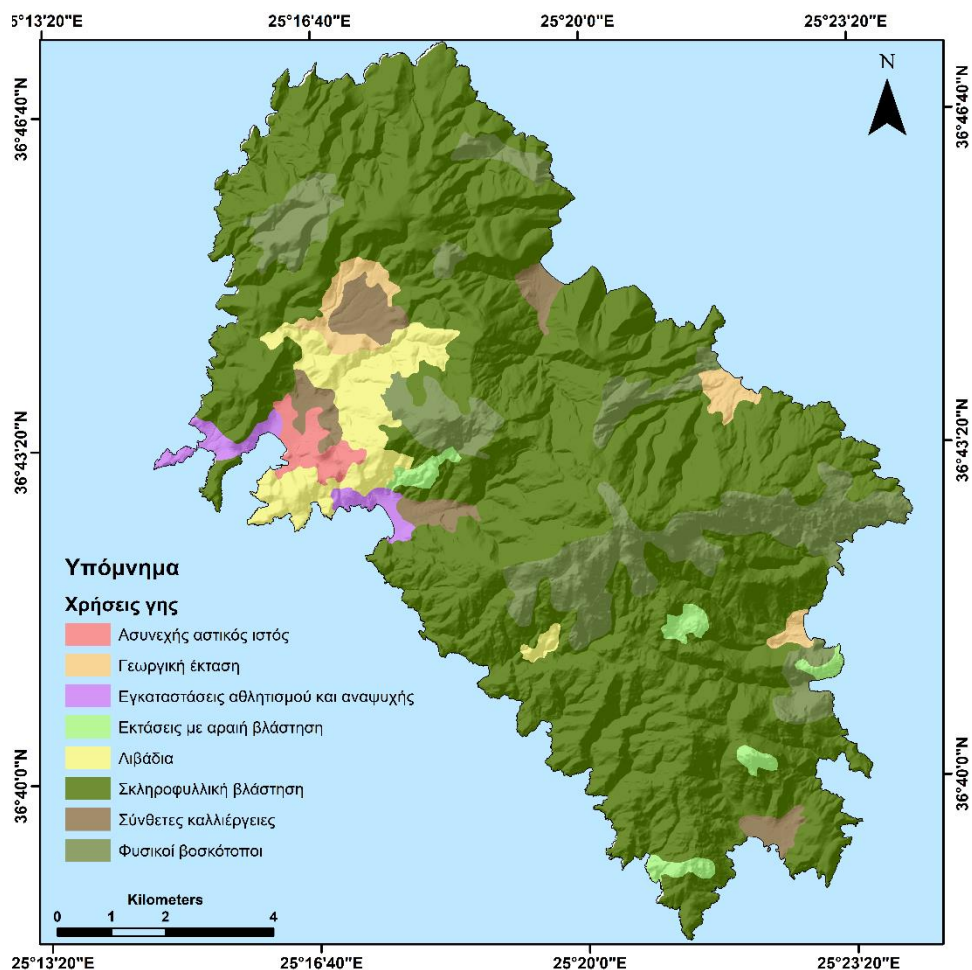 25°13'20"E 25°16'40"E 25°20'0"E 25°23'20"E
N
36°46'40"N 36°46'40"N
36°43'20"N 36°43'20"N
36°40'0"N 36°40'0"N
Υπόμνημα
Χρήσεις γης
Ασυνεχής αστικός ιστός
Γεωργική έκταση
Εγκαταστάσεις αθλητισμού και αναψυχής
Εκτάσεις με αραιή βλάστηση
Λιβάδια
Σκληροφυλλική βλάστηση
Σύνθετες καλλιέργειες
Φυσικοί βοσκότοποι
Kilometers
0 1 2 4
25°13'20"E 25°16'40"E 25°20'0"E 25°23'20"E